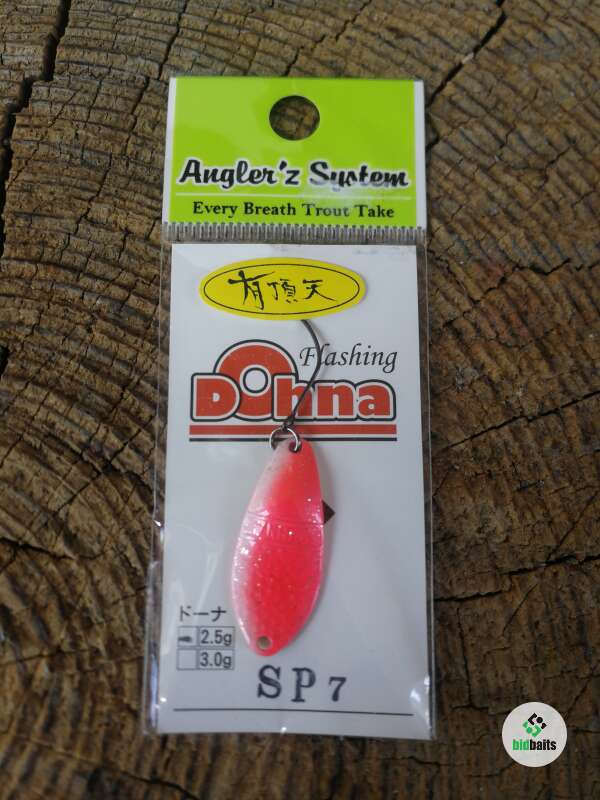 Angler'z System
Every Breath Trout Take
有頂天
Flashing
Dohna
ドーナ
2.5g
3.0g
SP7
bidbaits